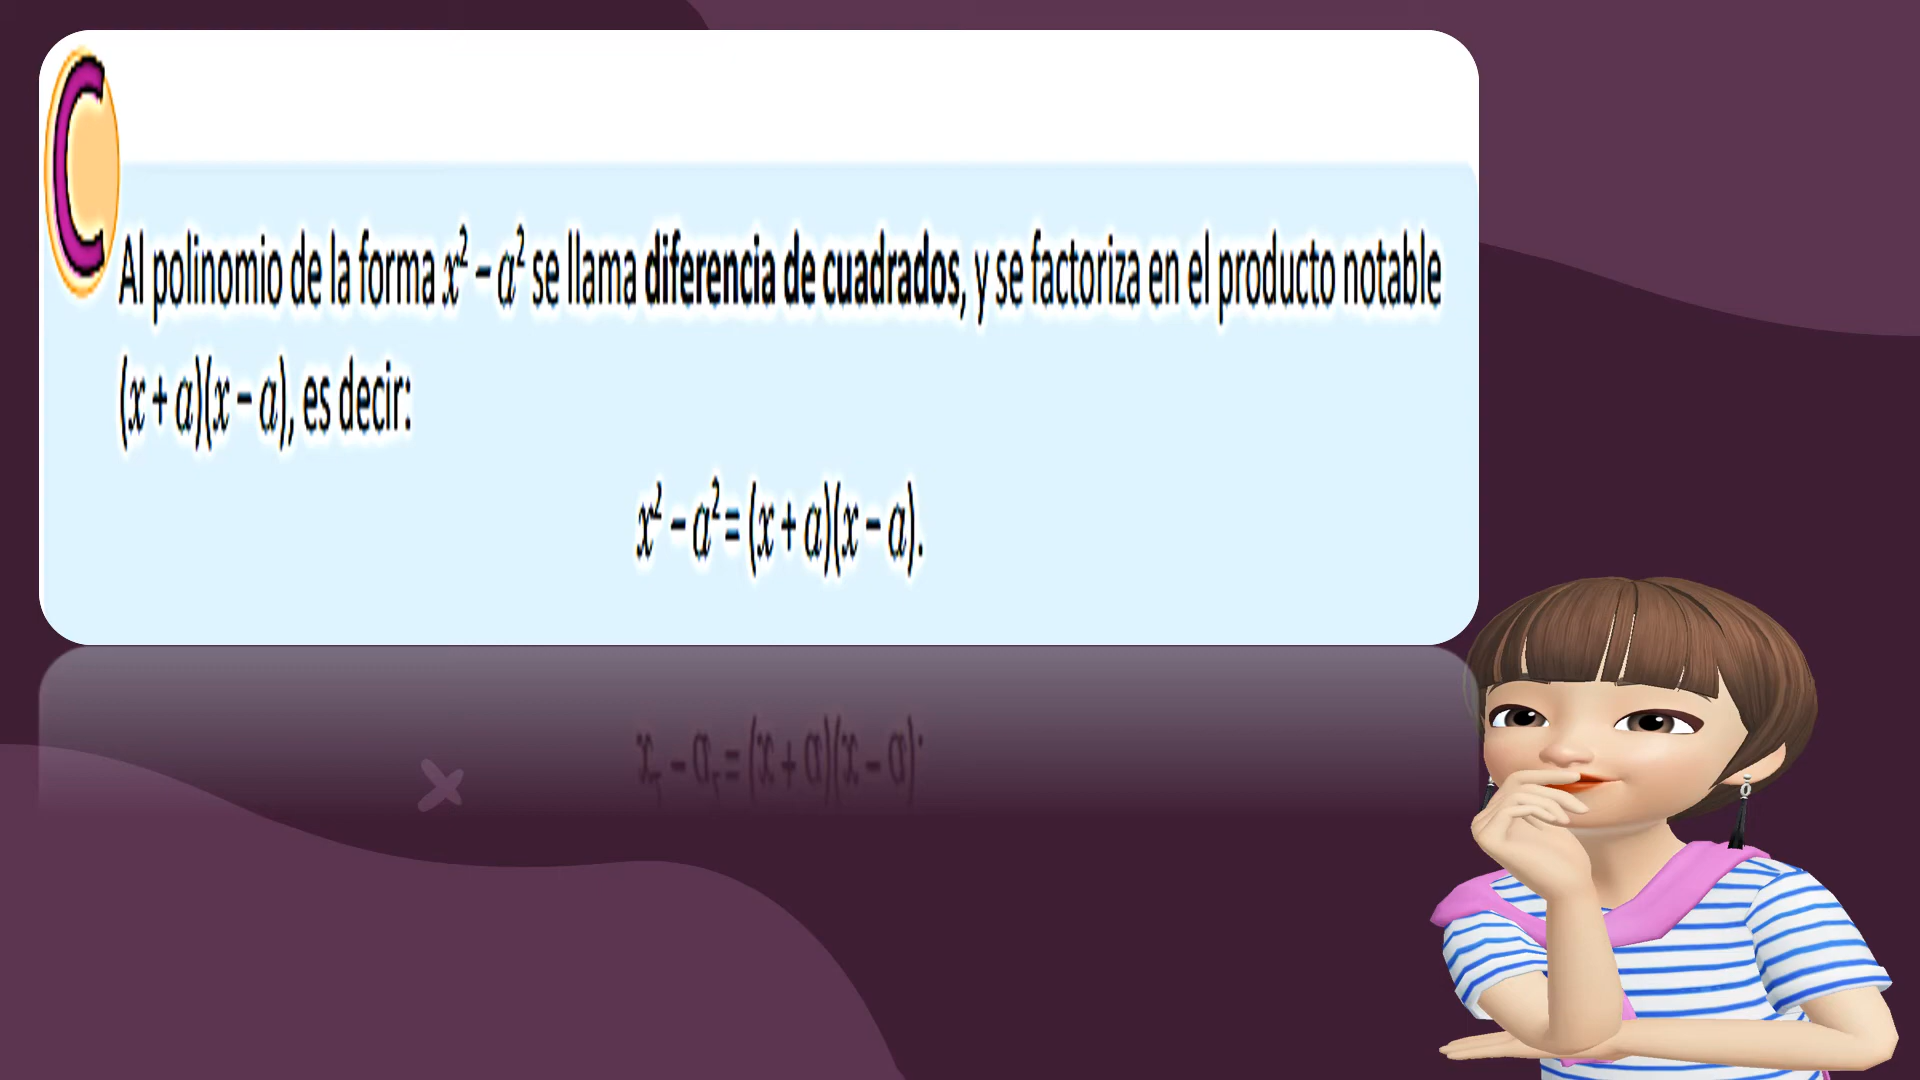 C
Al polinomio de la forma x² – a² se llama diferencia de cuadrados, y se factoriza en el producto notable
(x + a)(x – a), es decir:
x² – a² = (x + a)(x – a).